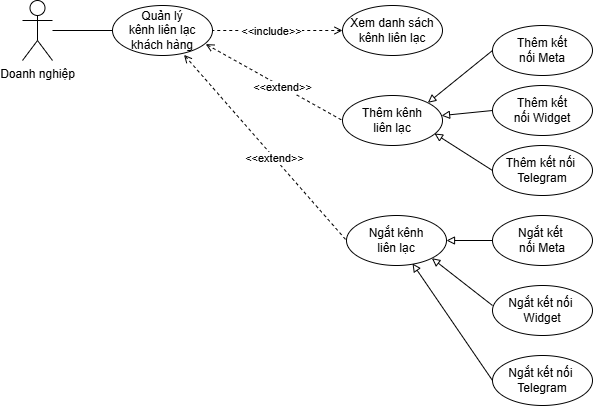 Doanh nghiệp
Quản lý
kênh liên lạc
khách hàng
<<include>>
Xem danh sách
kênh liên lạc
<<extend>>
Thêm kênh
liên lạc
Thêm kết
nối Meta
Thêm kết
nối Widget
Thêm kết nối
Telegram
<<extend>>
Ngắt kênh
liên lạc
Ngắt kết
nối Meta
Ngắt kết nối
Widget
Ngắt kết nối
Telegram